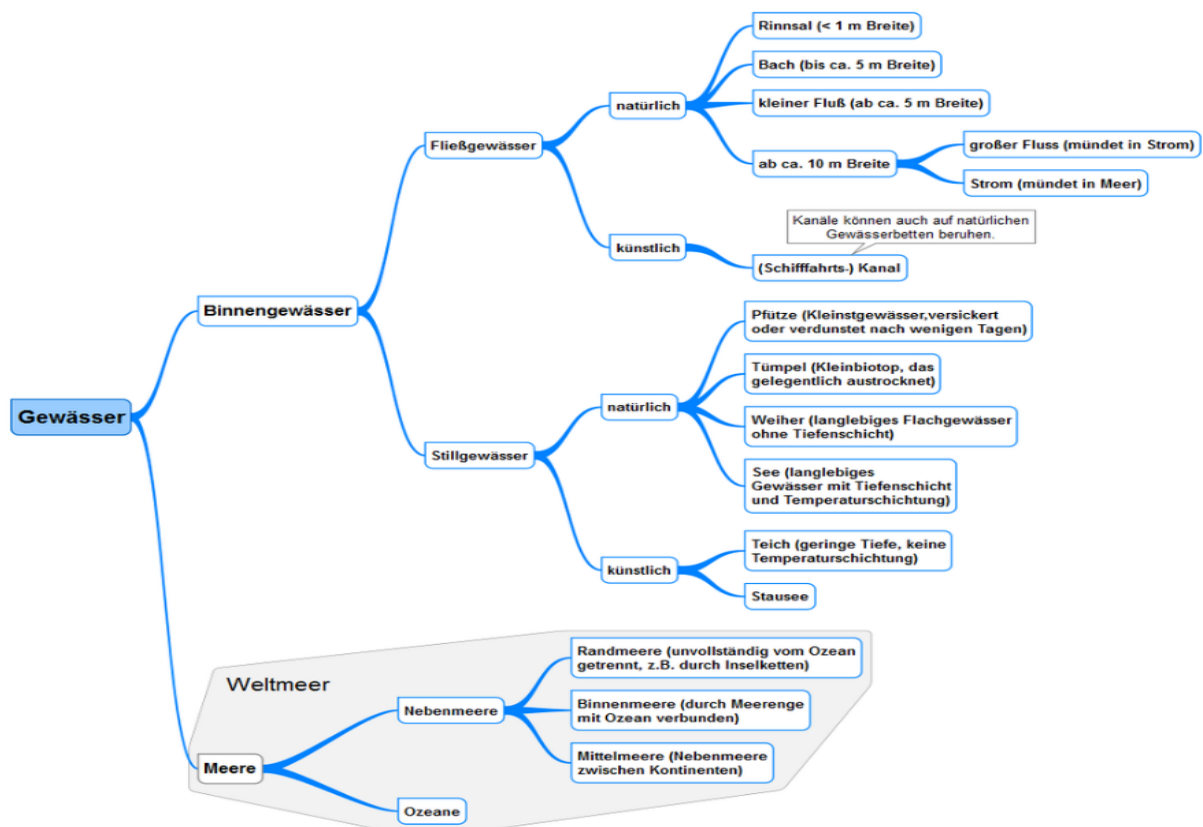 Gewässer
Binnengewässer
Fließgewässer
natürlich
Rinnsal (< 1 m Breite)
Bach (bis ca. 5 m Breite)
kleiner Fluß (ab ca. 5 m Breite)
ab ca. 10 m Breite
großer Fluss (mündet in Strom)
Strom (mündet in Meer)
künstlich
Kanäle können auch auf natürlichen
Gewässerbetten beruhen.
(Schifffahrts-) Kanal
Stillgewässer
natürlich
Pfütze (Kleinstgewässer,versickert
oder verdunstet nach wenigen Tagen)
Tümpel (Kleinbiotop, das
gelegentlich austrocknet)
Weiher (langlebiges Flachgewässer
ohne Tiefenschicht)
See (langlebiges
Gewässer mit Tiefenschicht
und Temperaturschichtung)
künstlich
Teich (geringe Tiefe, keine
Temperaturschichtung)
Stausee
Weltmeer
Meere
Nebenmeere
Randmeere (unvollständig vom Ozean
getrennt, z.B. durch Inselketten)
Binnenmeere (durch Meerenge
mit Ozean verbunden)
Mittelmeere (Nebenmeere
zwischen Kontinenten)
Ozeane